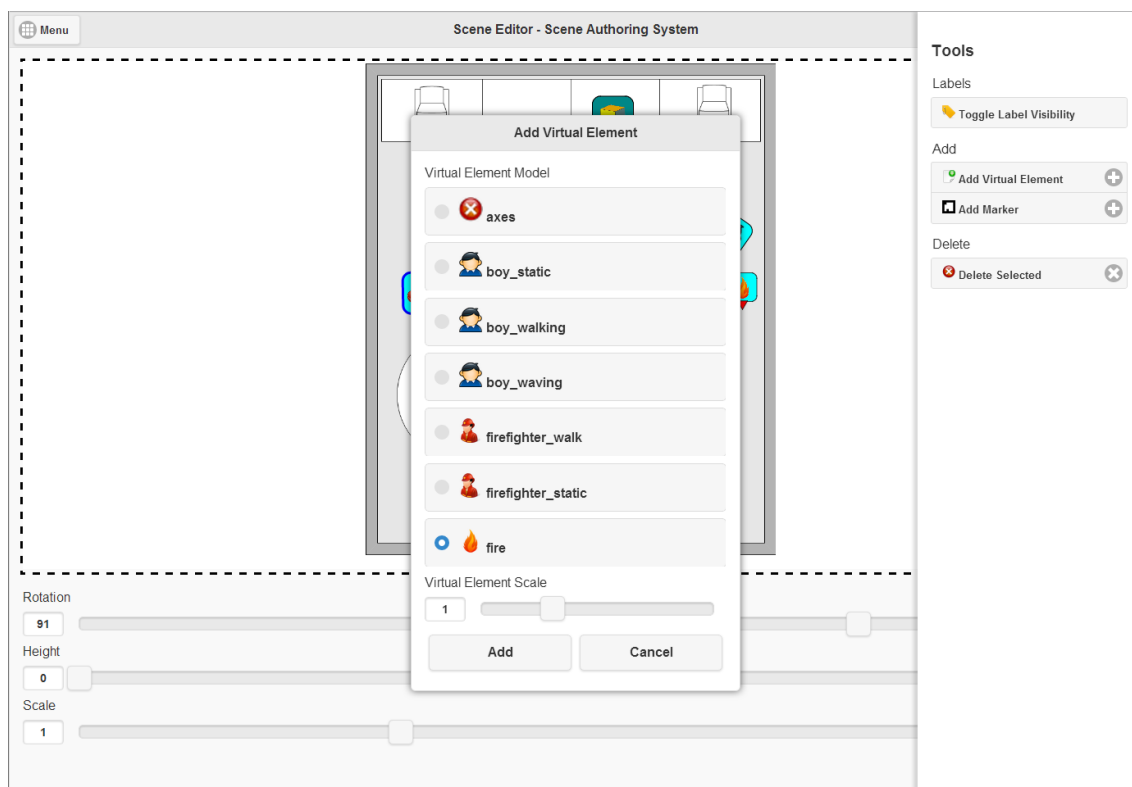 Menu
Scene Editor - Scene Authoring System
Tools
Labels
Toggle Label Visibility
Add
Add Virtual Element
Add Marker
Delete
Delete Selected
Add Virtual Element
Virtual Element Model
axes
boy_static
boy_walking
boy_waving
firefighter_walk
firefighter_static
fire
Virtual Element Scale
1
Add Cancel
Rotation
91
Height
0
Scale
1